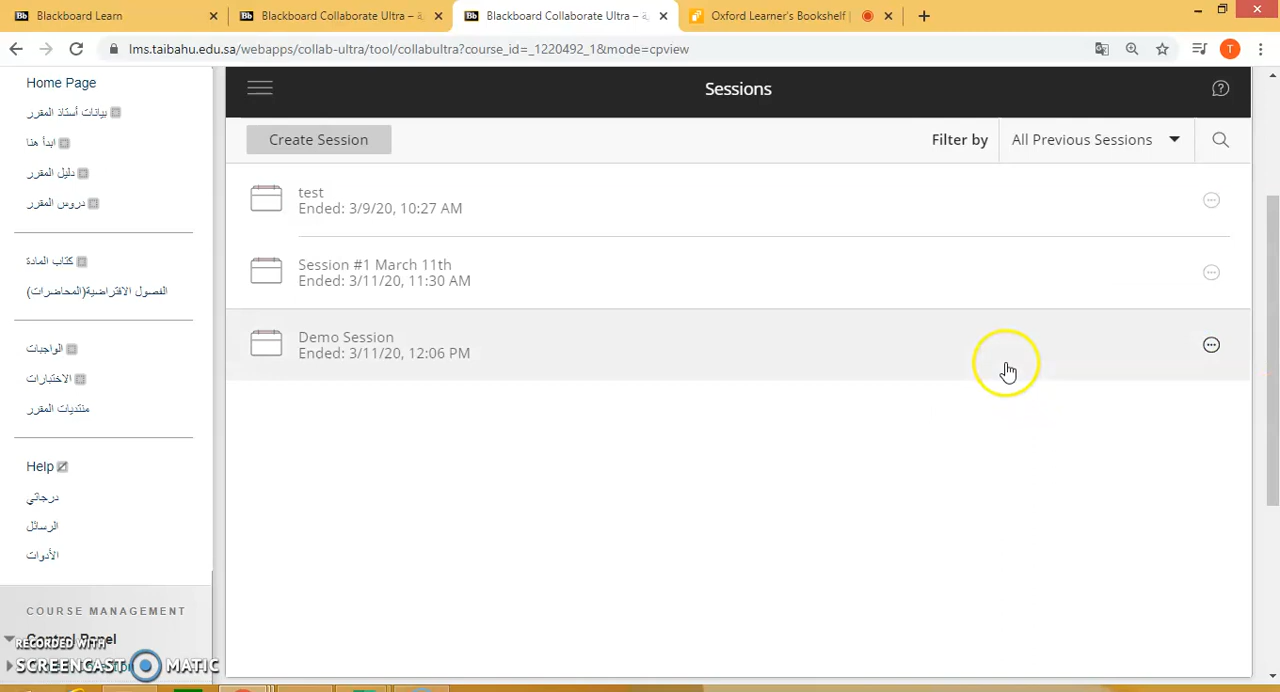 Blackboard Learn
Blackboard Collaborate Ultra –
Blackboard Collaborate Ultra –
Oxford Learner's Bookshelf |
lms.taibahu.edu.sa/webapps/collab-ultra/tool/collabultra?course_id=_1220492_1&mode=cpview
T
Home Page
بيانات أستاذ المقرر
ابدأ هنا
دليل المقرر
دروس المقرر
كتاب المادة
الفصول الافتراضية(المحاضرات)
الواجبات
الاختبارات
منتديات المقرر
Help
درجاتي
الرسائل
الأدوات
COURSE MANAGEMENT
Control Panel
RECORDED WITH
SCREENCAST MATIC
Sessions
Create Session
Filter by
All Previous Sessions
test
Ended: 3/9/20, 10:27 AM
Session #1 March 11th
Ended: 3/11/20, 11:30 AM
Demo Session
Ended: 3/11/20, 12:06 PM